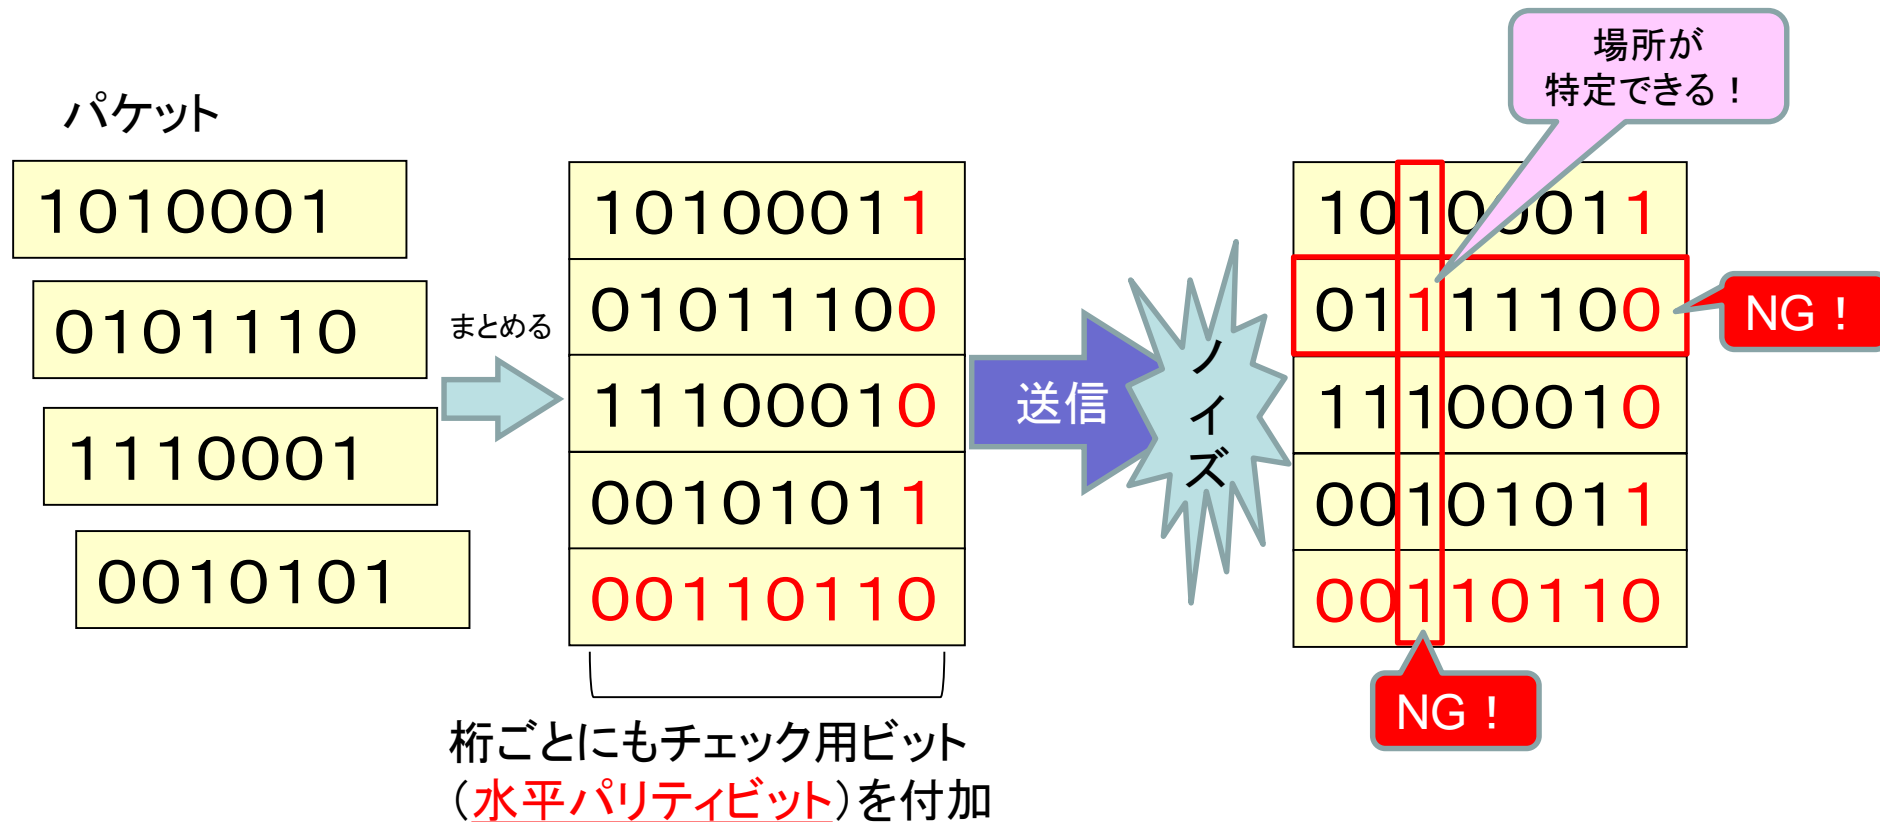 パケット
1010001
0101110
1110001
0010101
まとめる
10100011
01011100
11100010
00101011
00110110
桁ごとにもチェック用ビット
(水平パリティビット)を付加
送信
ノイズ
場所が
特定できる!
10100011
01111100
NG!
11100010
00101011
00110110
NG!